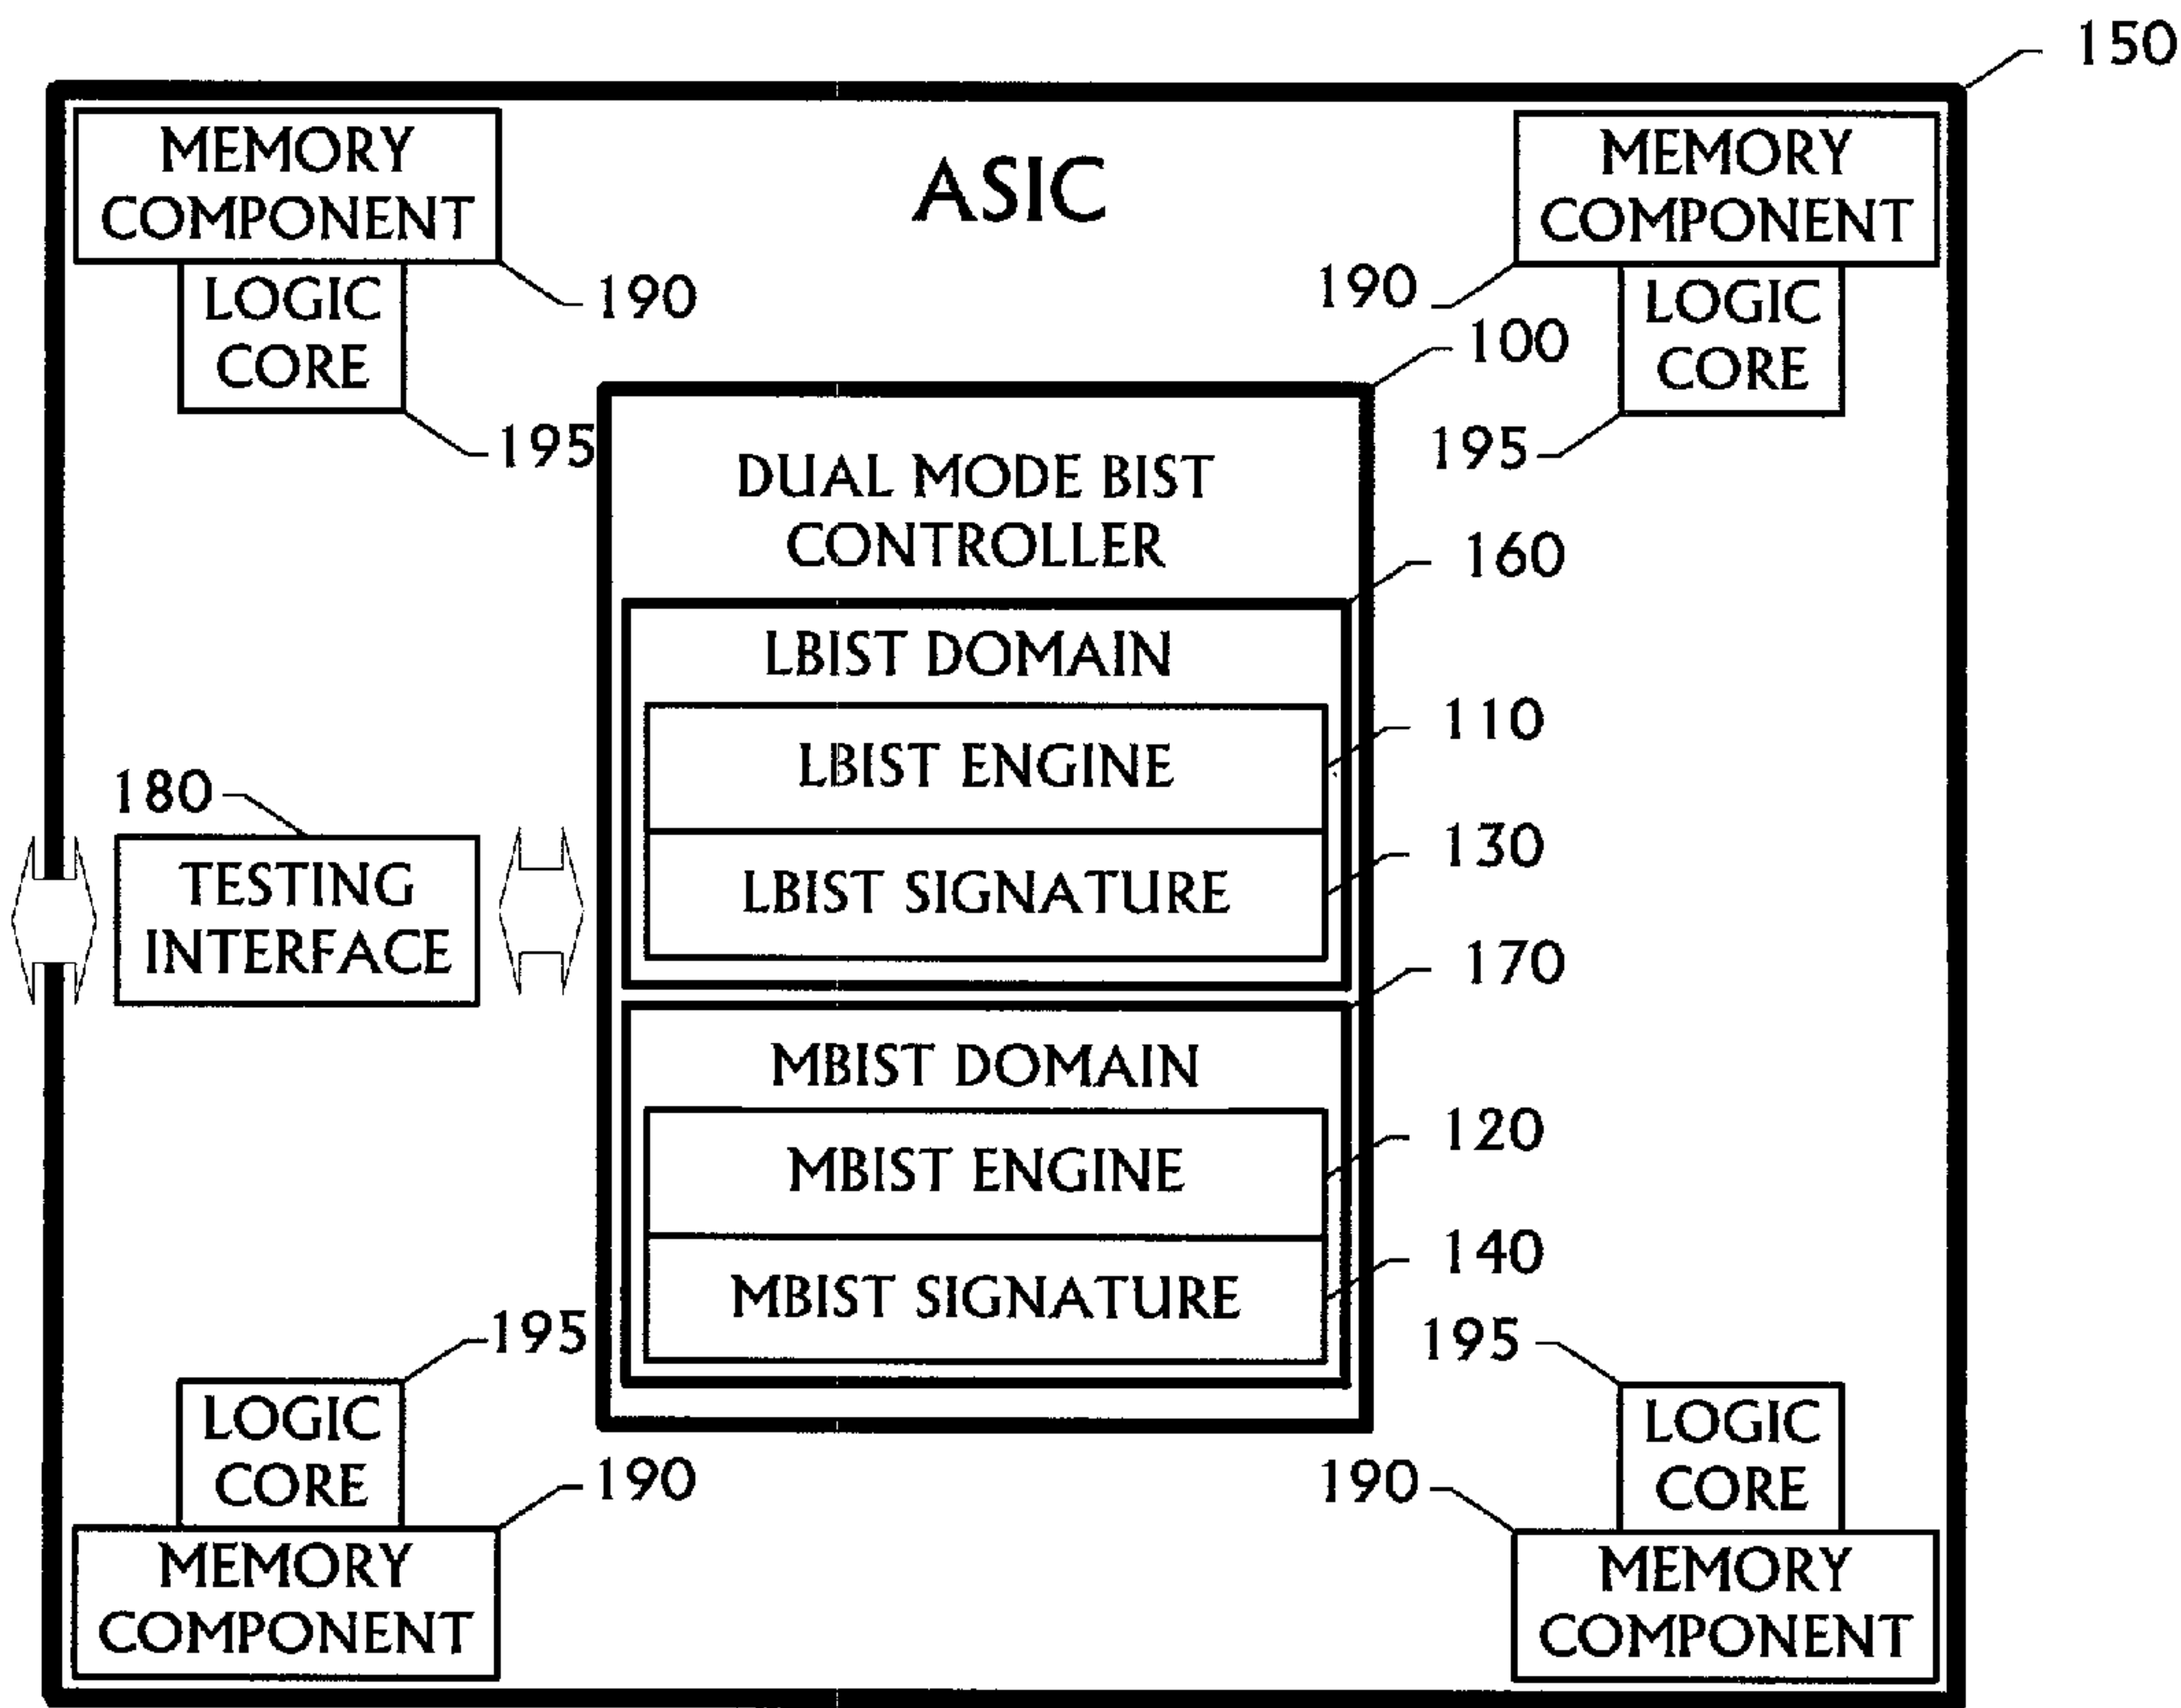 150
MEMORY
COMPONENT
ASIC
MEMORY
COMPONENT
190
190
LOGIC
CORE
LOGIC
CORE
100
195
195
DUAL MODE BIST
CONTROLLER
160
LBIST DOMAIN
110
LBIST ENGINE
180
130
TESTING
INTERFACE
LBIST SIGNATURE
170
MBIST DOMAIN
120
MBIST ENGINE
140
MBIST SIGNATURE
195
195
LOGIC
CORE
LOGIC
CORE
190
190
MEMORY
COMPONENT
MEMORY
COMPONENT